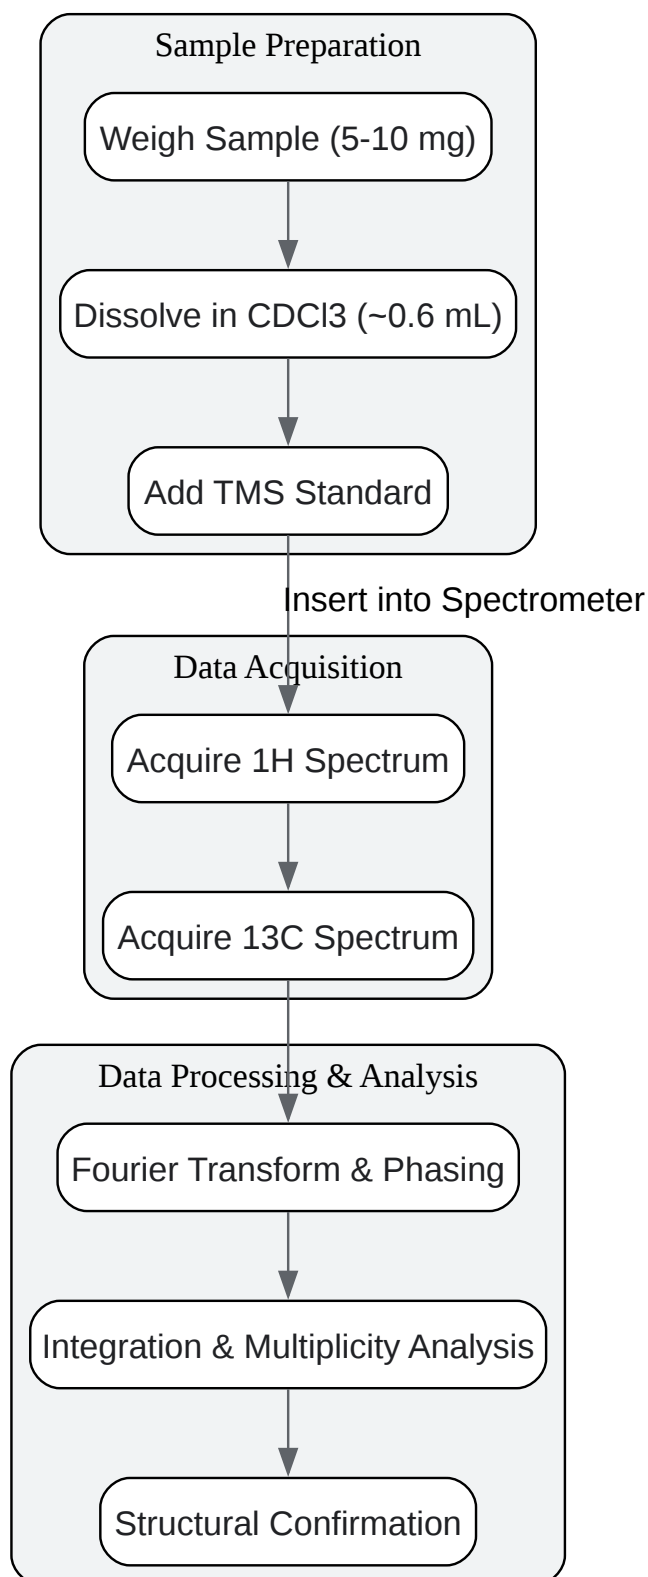 Sample Preparation
Weigh Sample (5-10 mg)
Dissolve in CDCl3 (~0.6 mL)
Add TMS Standard
Insert into Spectrometer
Data Acquisition
Acquire 1H Spectrum
Acquire 13C Spectrum
Data Processing & Analysis
Fourier Transform & Phasing
Integration & Multiplicity Analysis
Structural Confirmation